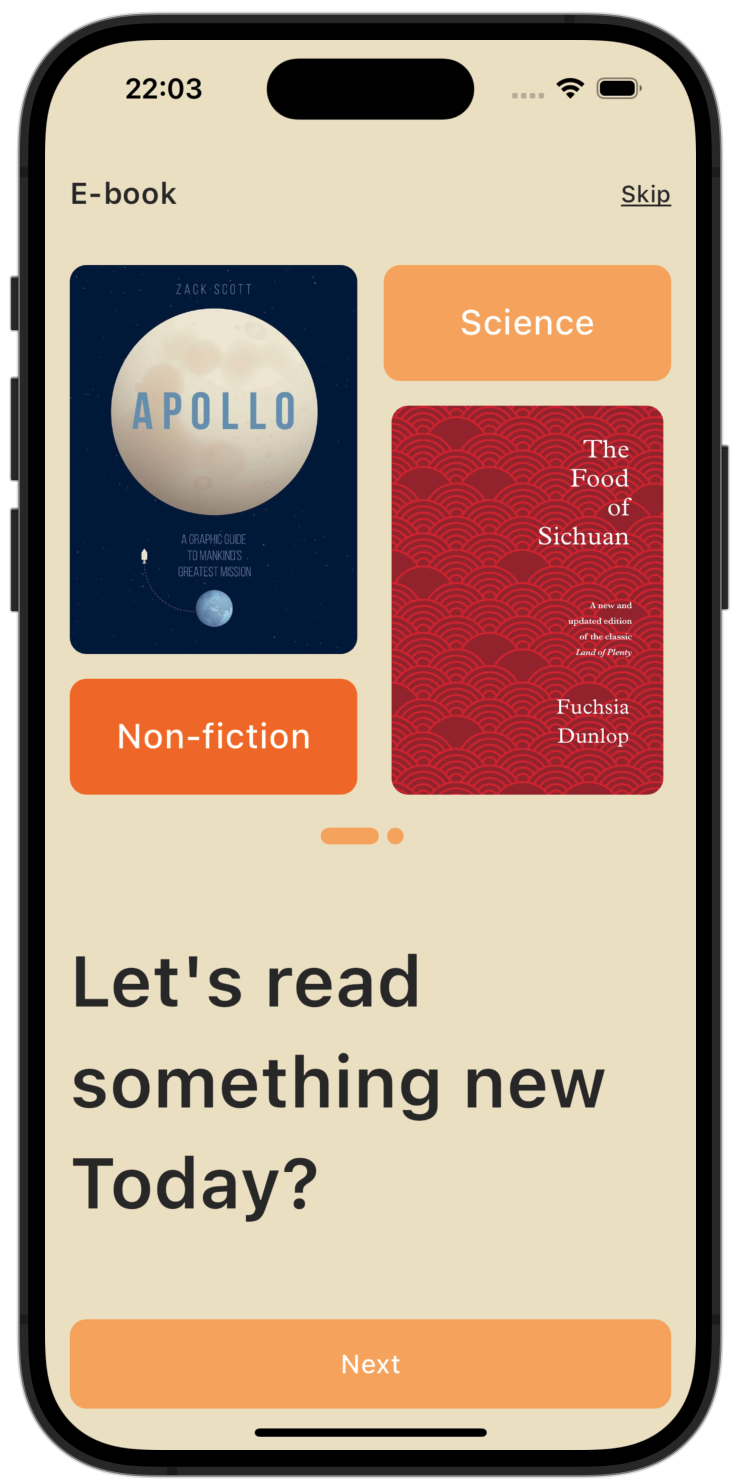 22:03
E-book
Skip
ZACK SCOTT
APOLLO
A GRAPHIC GUIDE
TO MANKIND'S
GREATEST MISSION
Non-fiction
Science
The
Food
of
Sichuan
A new and
updated edition
of the classic
Land of Plenty
Fuchsia
Dunlop
Let's read
something new
Today?
Next